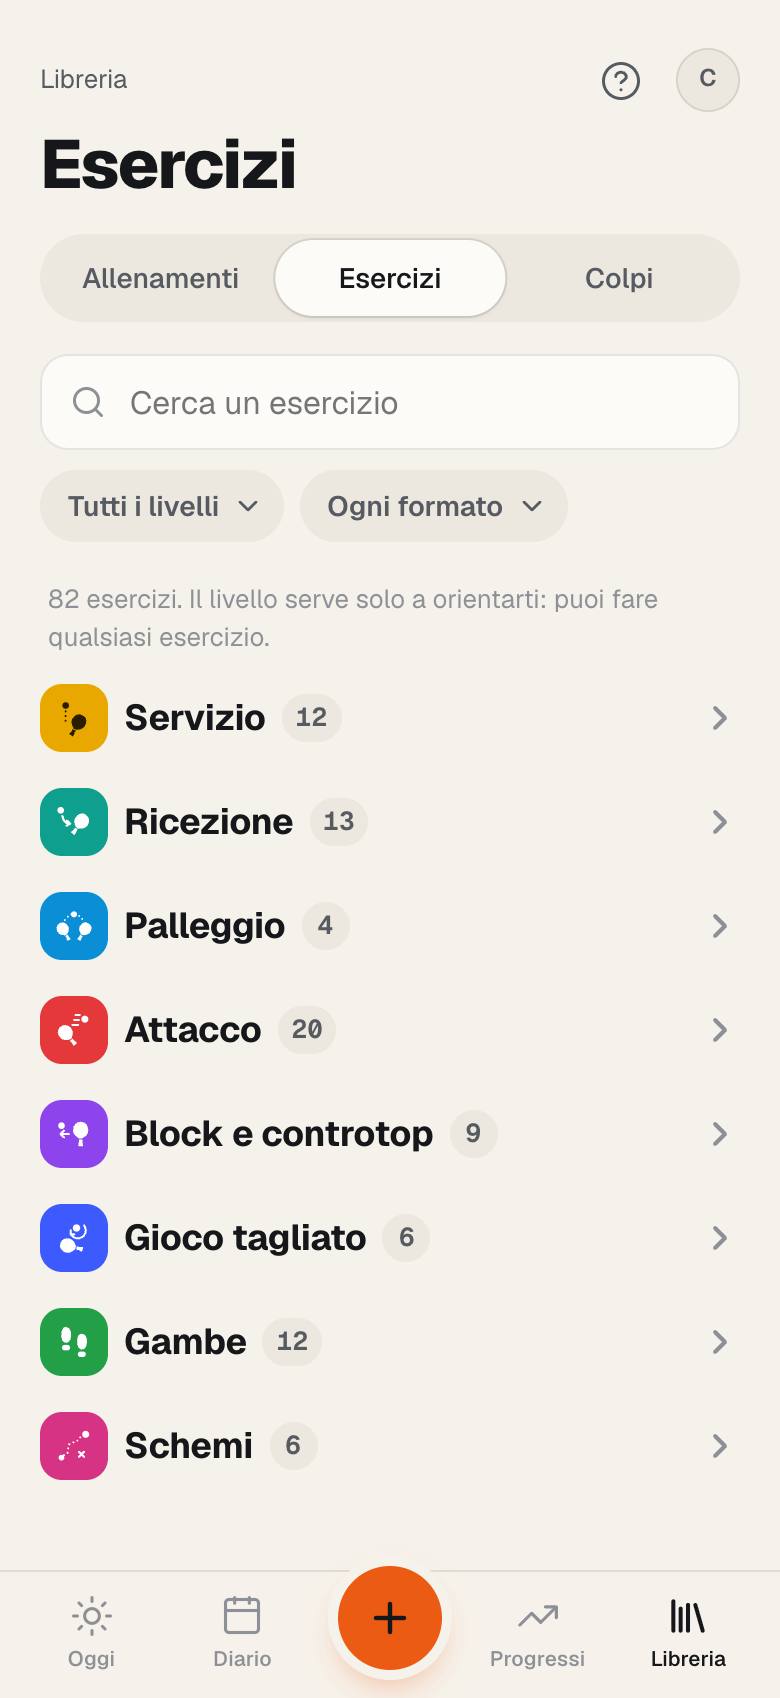 Libreria
C
Esercizi
Allenamenti Esercizi Colpi
Cerca un esercizio
Tutti i livelli Ogni formato
82 esercizi. Il livello serve solo a orientarti: puoi fare
qualsiasi esercizio.
Servizio 12
Ricezione 13
Palleggio 4
Attacco 20
Block e controtop 9
Gioco tagliato 6
Gambe 12
Schemi 6
Oggi Diario Progressi Libreria